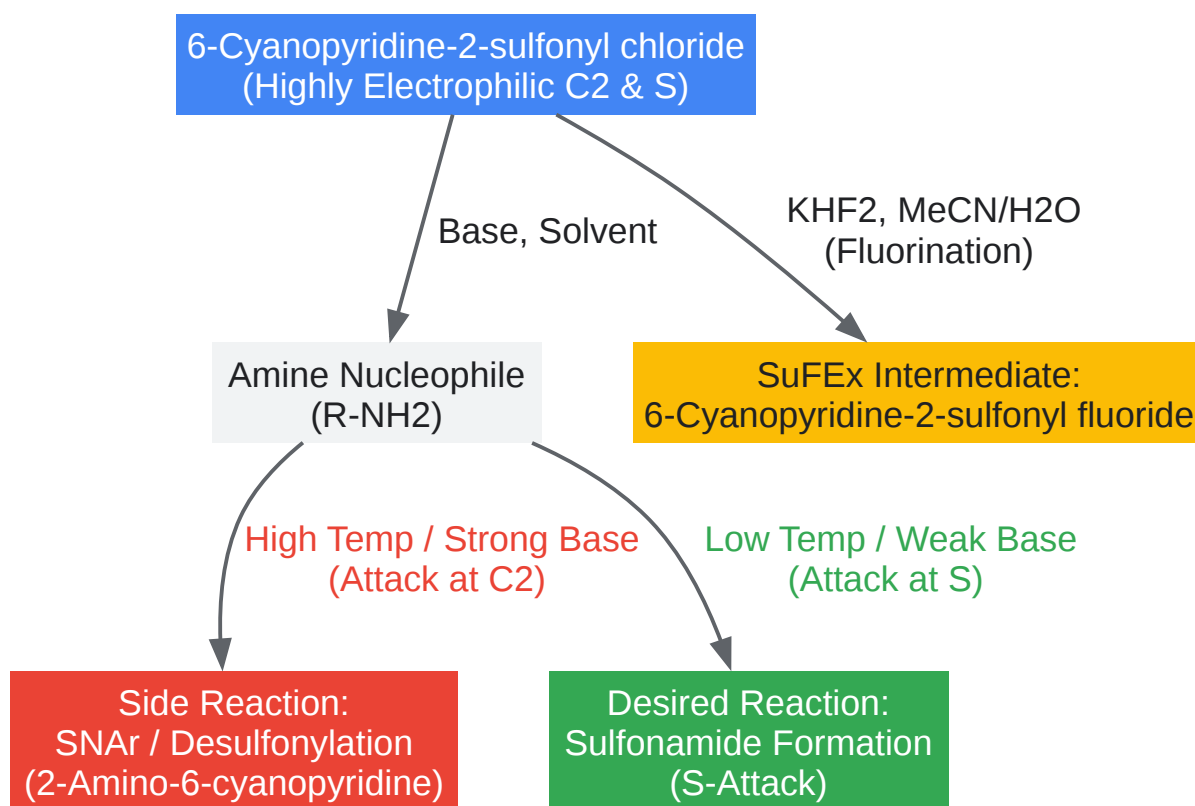 6-Cyanopyridine-2-sulfonyl chloride
(Highly Electrophilic C2 & S)
Base, Solvent
KHF2, MeCN/H2O
(Fluorination)
Amine Nucleophile
(R-NH2)
SuFEx Intermediate:
6-Cyanopyridine-2-sulfonyl fluoride
High Temp / Strong Base
(Attack at C2)
Low Temp / Weak Base
(Attack at S)
Side Reaction:
SNAr / Desulfonylation
(2-Amino-6-cyanopyridine)
Desired Reaction:
Sulfonamide Formation
(S-Attack)